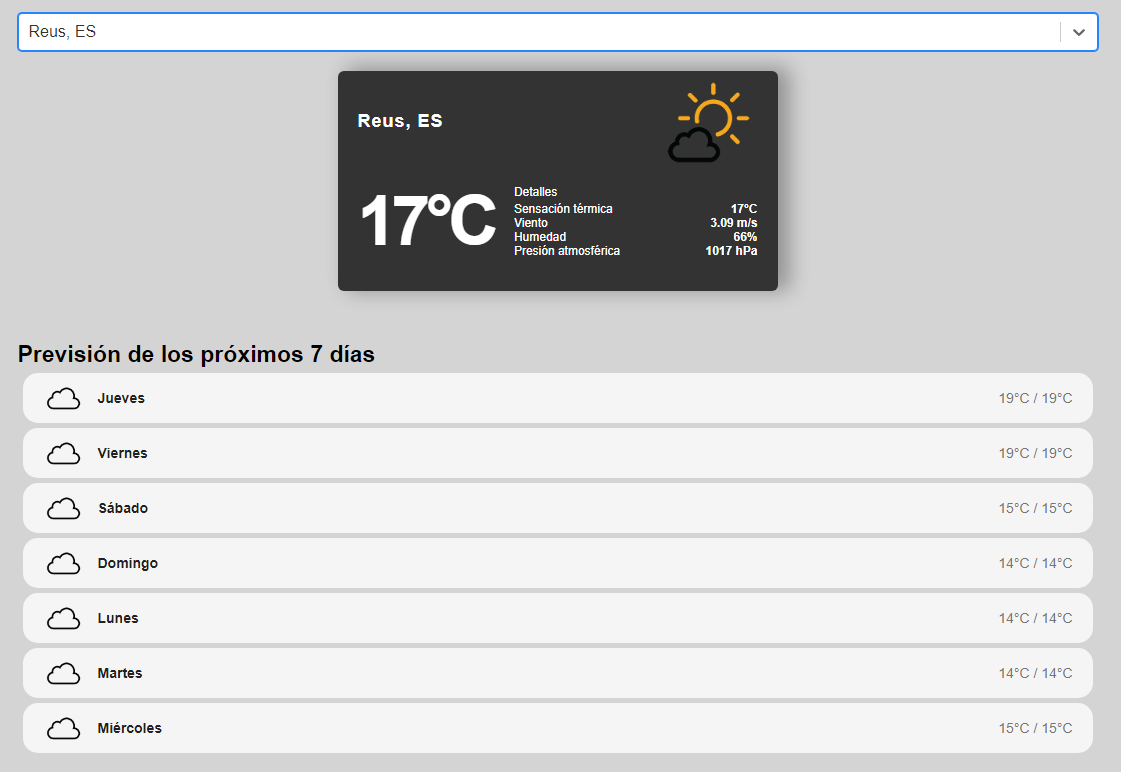 Reus, ES
Reus, ES
17°C
Detalles
Sensación térmica 17°C
Viento 3.09 m/s
Humedad 66%
Presión atmosférica 1017 hPa
Previsión de los próximos 7 días
Jueves 19°C / 19°C
Viernes 19°C / 19°C
Sábado 15°C / 15°C
Domingo 14°C / 14°C
Lunes 14°C / 14°C
Martes 14°C / 14°C
Miércoles 15°C / 15°C